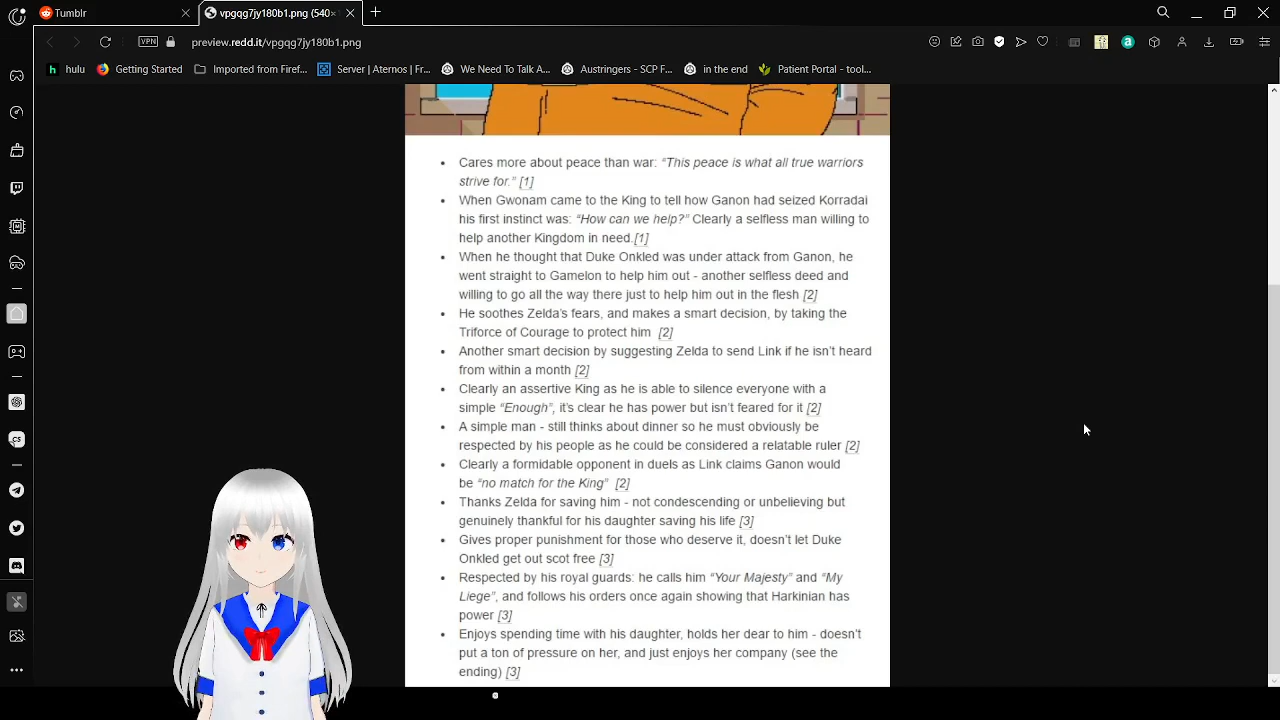 Tumblr
vpgqg7jy180b1.png (540×
VPN
preview.redd.it/vpgqg7jy180b1.png
hulu
Getting Started
Imported from Firef...
Server | Aternos | Fr...
We Need To Talk A...
Austringers - SCP F...
in the end
Patient Portal - tool...
Cares more about peace than war: “This peace is what all true warriors
strive for.” [1]
When Gwonam came to the King to tell how Ganon had seized Korradai
his first instinct was: “How can we help?” Clearly a selfless man willing to
help another Kingdom in need.[1]
When he thought that Duke Onkled was under attack from Ganon, he
went straight to Gamelon to help him out - another selfless deed and
willing to go all the way there just to help him out in the flesh [2]
He soothes Zelda’s fears, and makes a smart decision, by taking the
Triforce of Courage to protect him [2]
Another smart decision by suggesting Zelda to send Link if he isn’t heard
from within a month [2]
Clearly an assertive King as he is able to silence everyone with a
simple “Enough”, it’s clear he has power but isn’t feared for it [2]
A simple man - still thinks about dinner so he must obviously be
respected by his people as he could be considered a relatable ruler [2]
Clearly a formidable opponent in duels as Link claims Ganon would
be “no match for the King” [2]
Thanks Zelda for saving him - not condescending or unbelieving but
genuinely thankful for his daughter saving his life [3]
Gives proper punishment for those who deserve it, doesn’t let Duke
Onkled get out scot free [3]
Respected by his royal guards: he calls him “Your Majesty” and “My
Liege”, and follows his orders once again showing that Harkinian has
power [3]
Enjoys spending time with his daughter, holds her dear to him - doesn’t
put a ton of pressure on her, and just enjoys her company (see the
ending) [3]